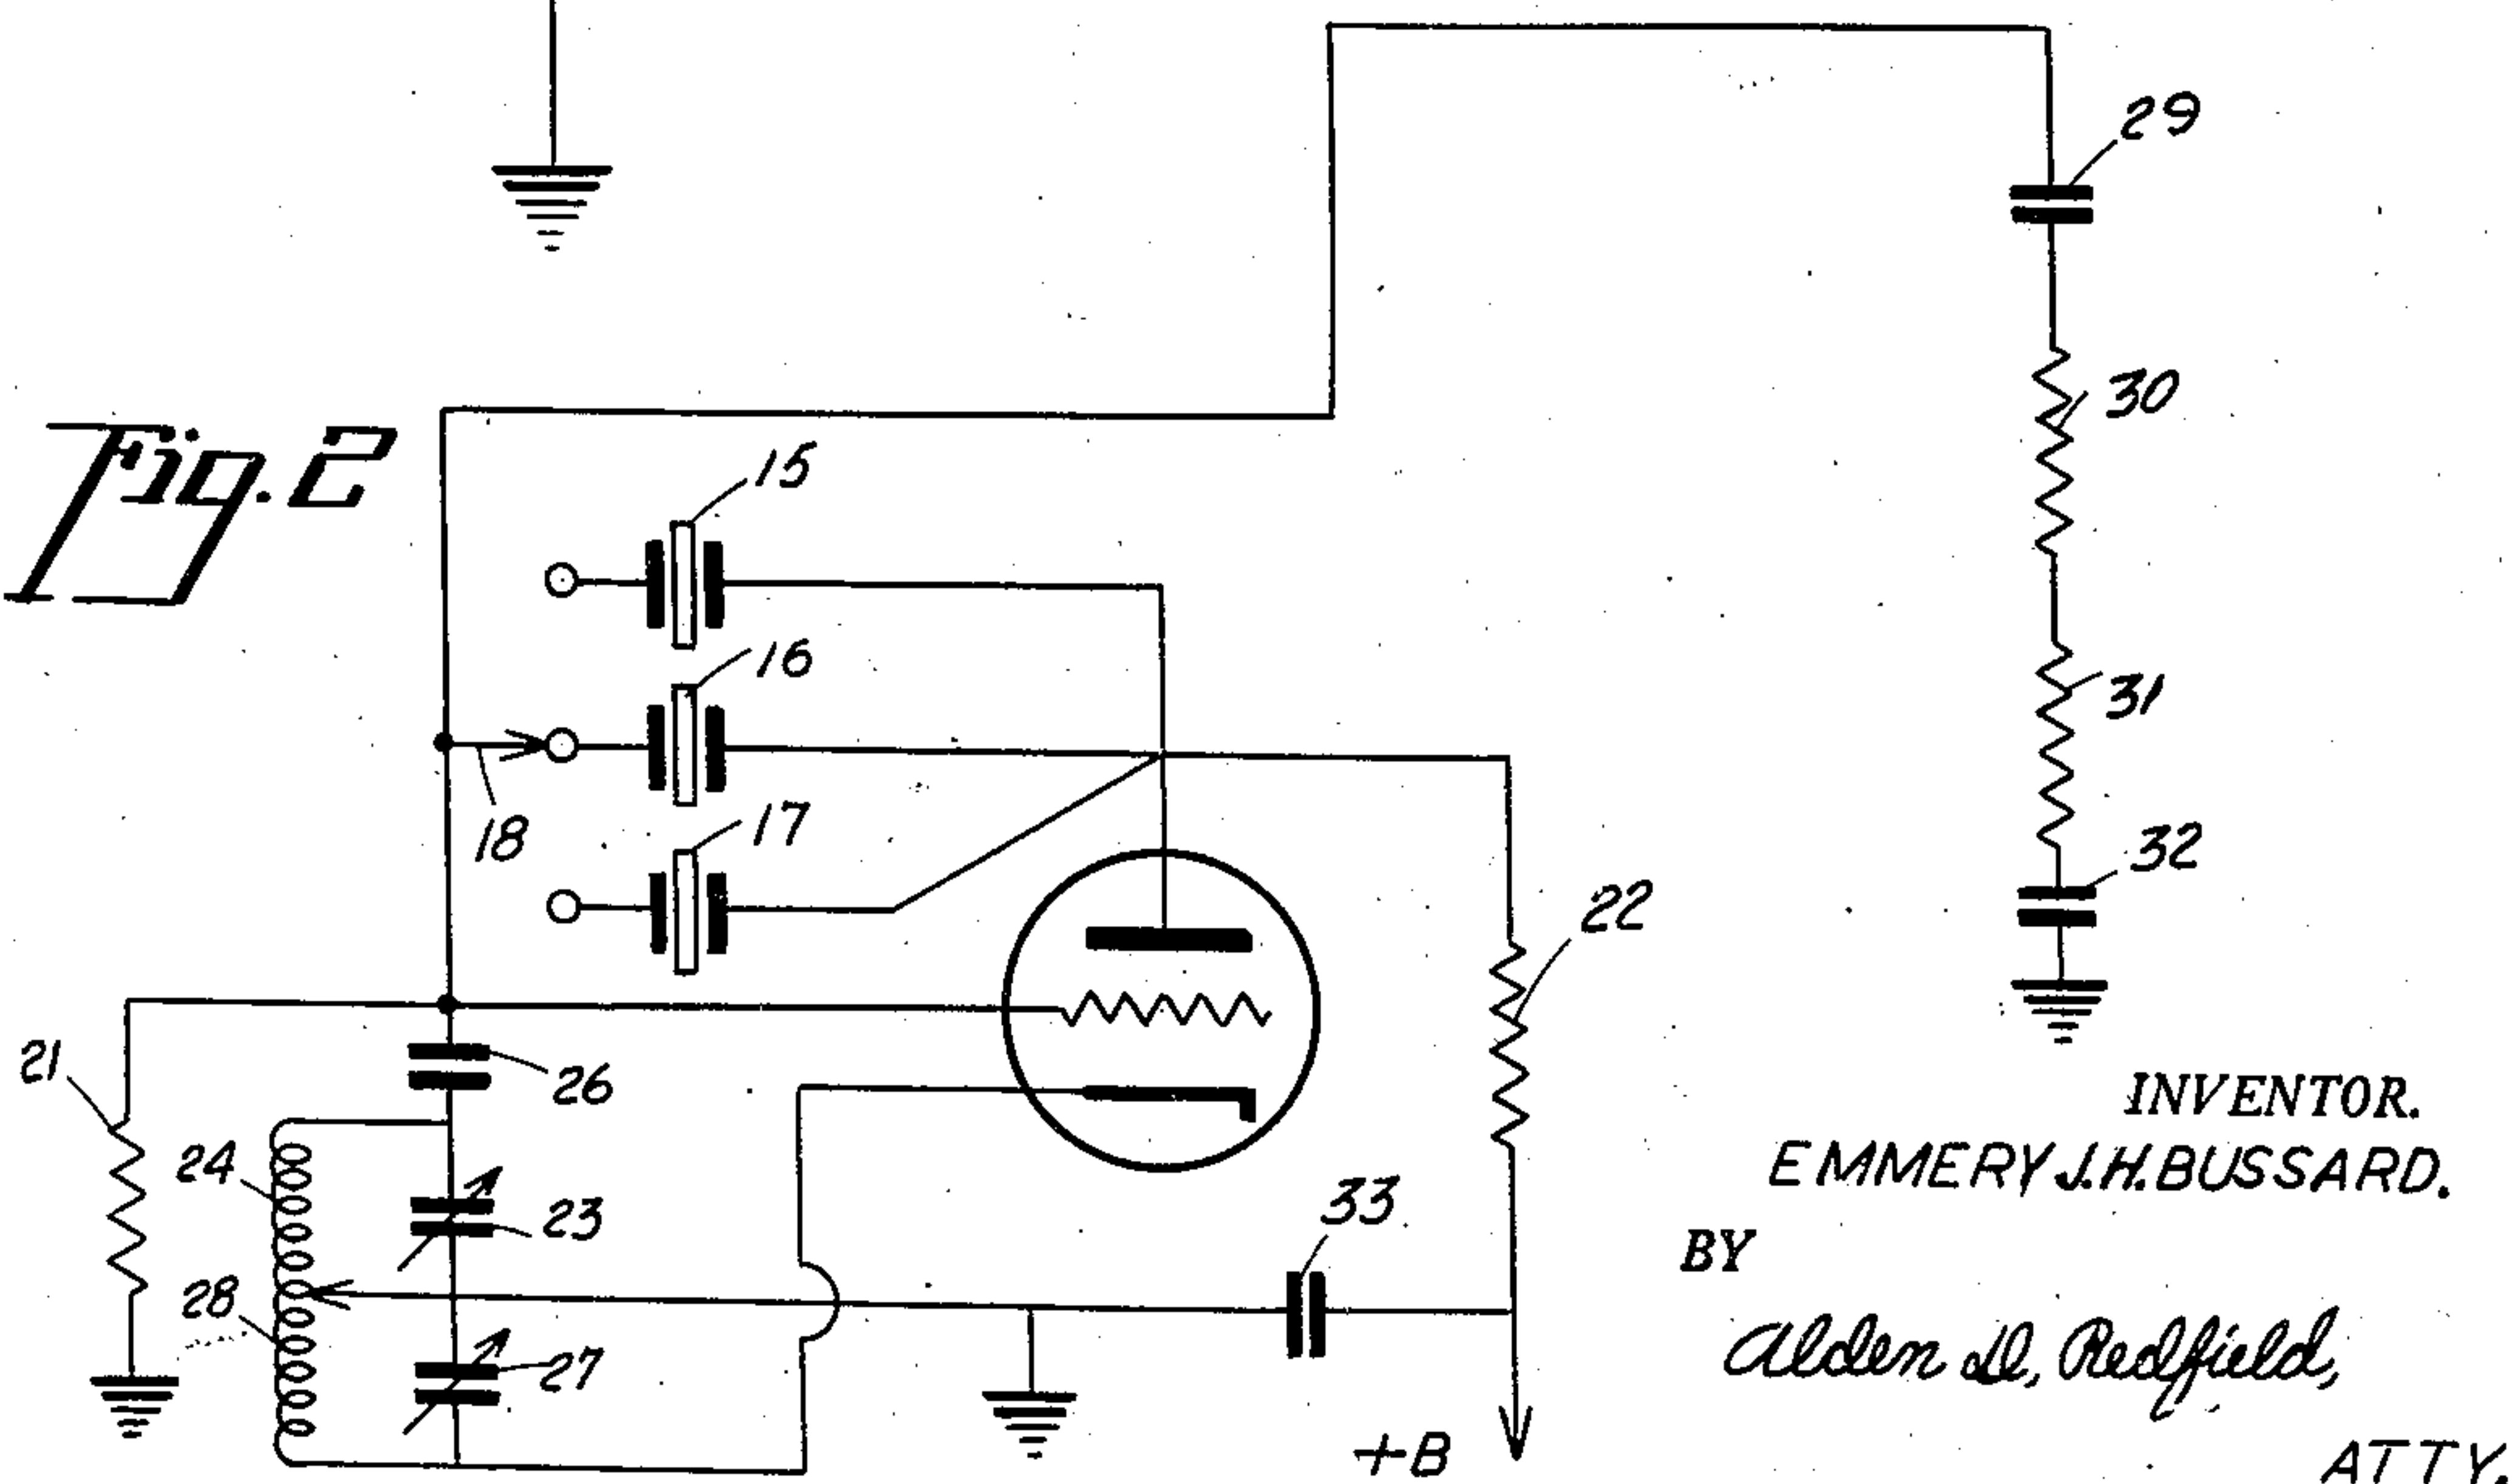 29
30
Fig. 2
15
16
31
17
18
32
22
21
26
INVENTOR.
24
EMMERY J.H. BUSSARD.
23
33
BY
28
27
Alden D. Redfield,
+B
ATTY.